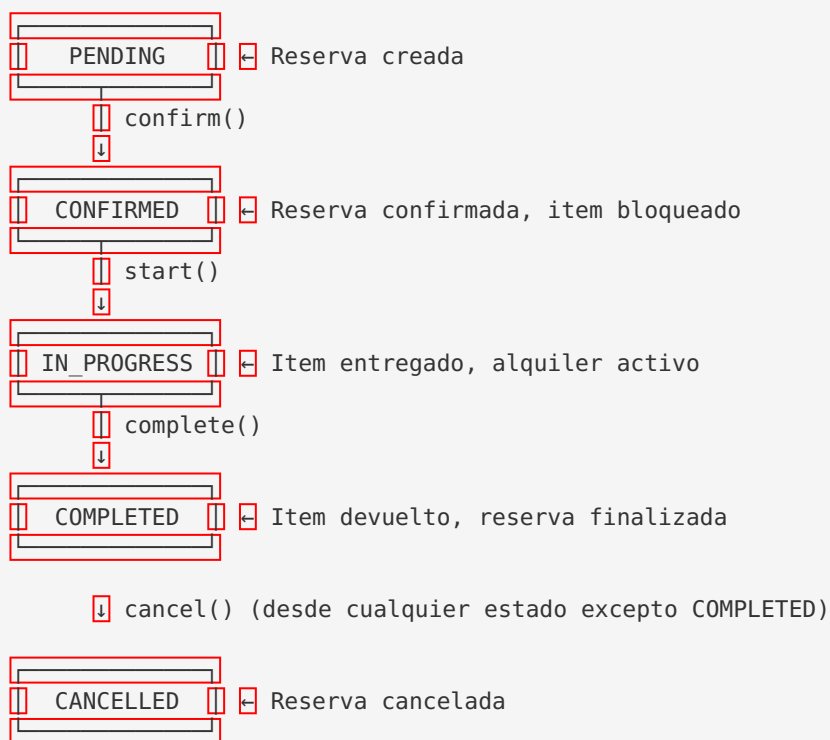 ┌──────────────────┐
│    PENDING    │ ← Reserva creada
└───────┬──────────┘
│ confirm()
↓
┌──────────────────┐
│   CONFIRMED   │ ← Reserva confirmada, item bloqueado
└───────┬──────────┘
│ start()
↓
┌──────────────────┐
│ IN_PROGRESS │ ← Item entregado, alquiler activo
└───────┬──────────┘
│ complete()
↓
┌──────────────────┐
│   COMPLETED   │ ← Item devuelto, reserva finalizada
└──────────────────┘
↓ cancel() (desde cualquier estado excepto COMPLETED)
┌──────────────────┐
│   CANCELLED   │ ← Reserva cancelada
└──────────────────┘